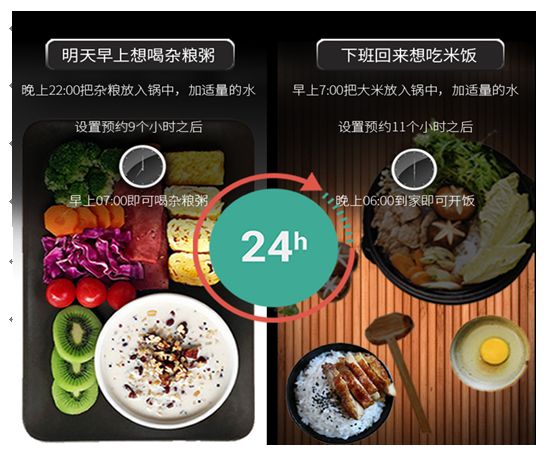 明天早上想喝杂粮粥
晚上22:00把杂粮放入锅中，加适量的水
设置预约9个小时之后
早上07:00即可喝杂粮粥
下班回来想吃米饭
早上7:00把大米放入锅中，加适量的水
设置预约11个小时之后
晚上06:00到家即可开饭
24h